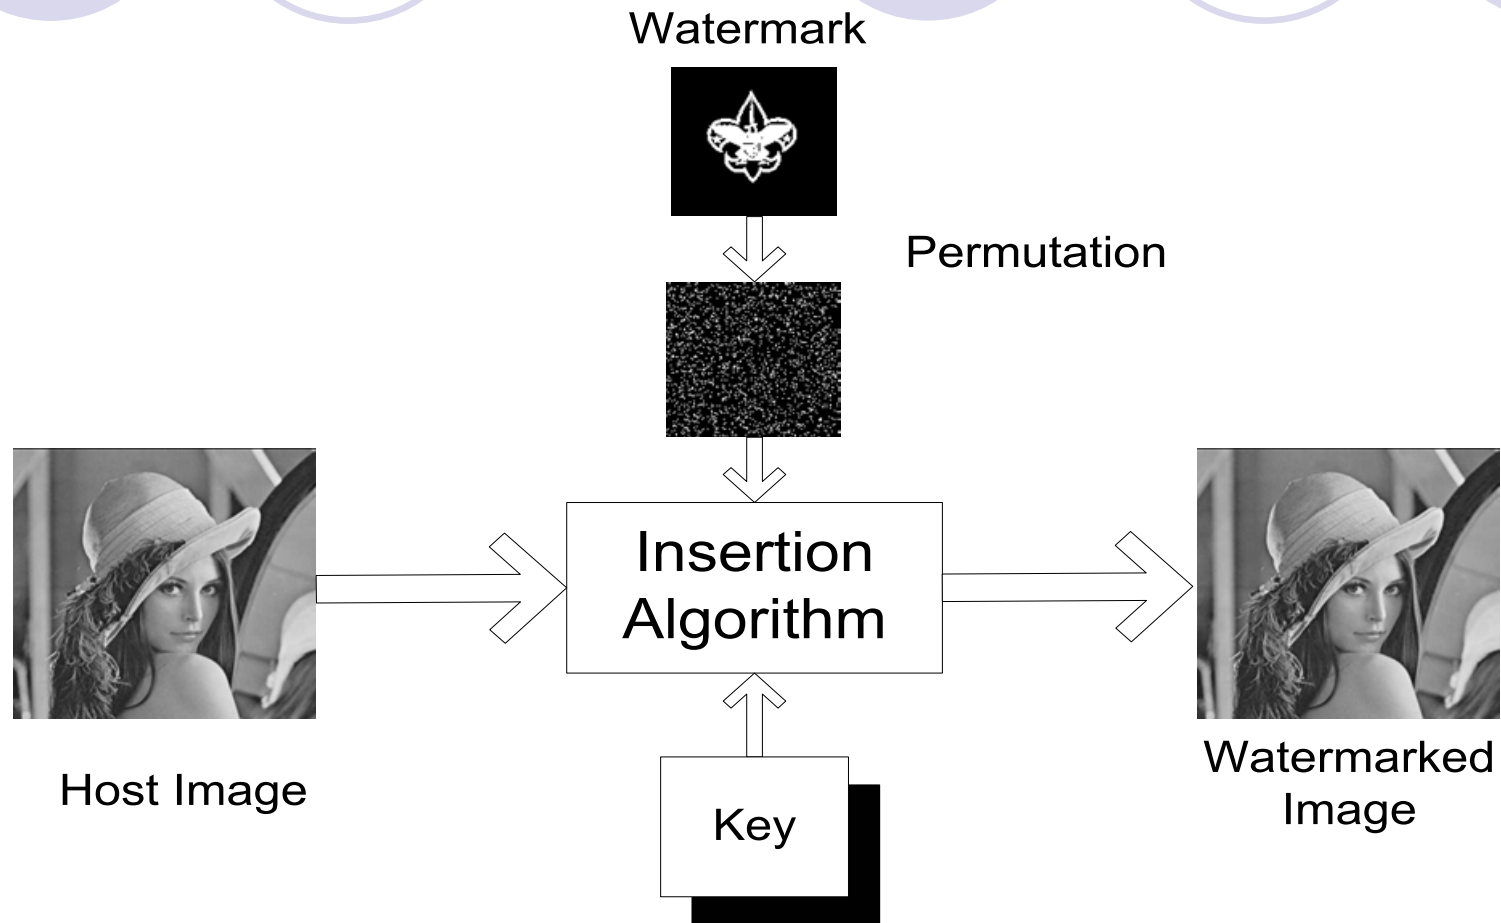 Watermark
Permutation
Insertion
Algorithm
Host Image
Watermarked
Image
Key